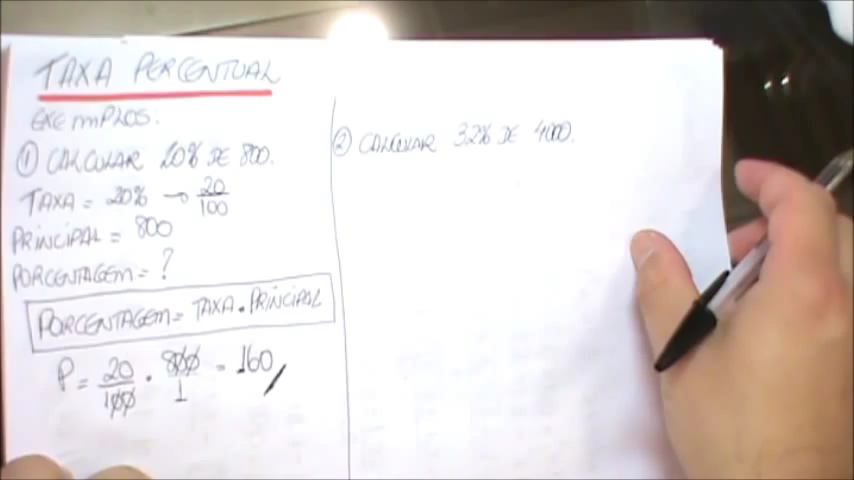 TAXA PERCENTUAL
EXEMPLOS.
① CALCULAR 20% DE 800.
TAXA = 20% → 20/100
PRINCIPAL = 800
PORCENTAGEM = ?
PORCENTAGEM = TAXA . PRINCIPAL
P = 20/100 . 800/1 = 160
② CALCULAR 32% DE 4000.